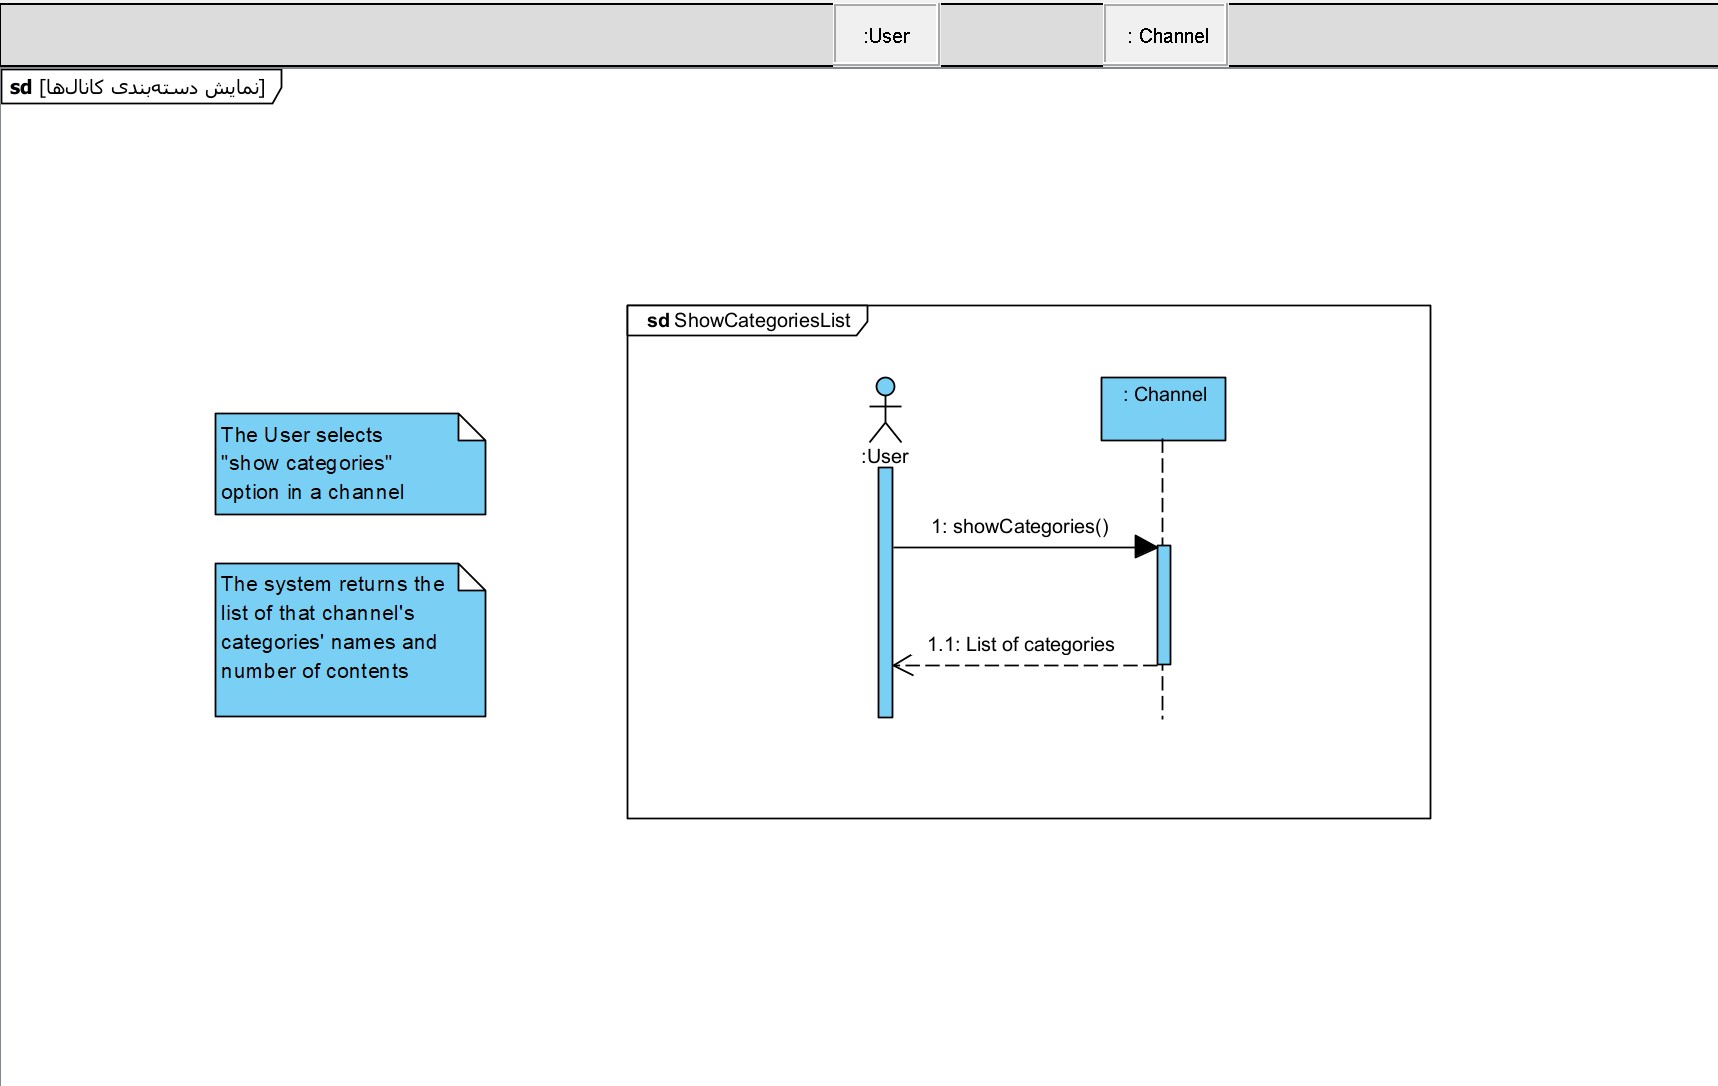 :User
: Channel
sd [نمایش دسته‌بندی کانال‌ها]
sd ShowCategoriesList
:User
: Channel
The User selects
"show categories"
option in a channel
1: showCategories()
The system returns the
list of that channel's
categories' names and
number of contents
1.1: List of categories